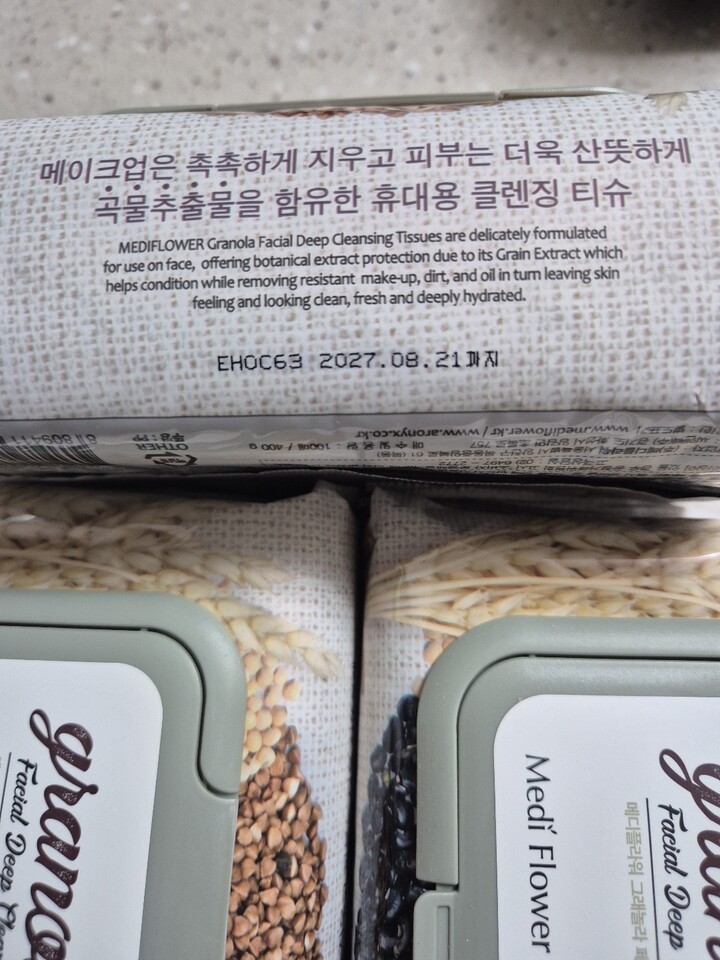 메이크업은 촉촉하게 지우고 피부는 더욱 산뜻하게
곡물추출물을 함유한 휴대용 클렌징 티슈
MEDIFLOWER Granola Facial Deep Cleansing Tissues are delicately formulated
for use on face, offering botanical extract protection due to its Grain Extract which
helps condition while removing resistant make-up, dirt, and oil in turn leaving skin
feeling and looking clean, fresh and deeply hydrated.
EHOC63 2027.08.21까지
www.mediflower.kr / www.aronyx.co.kr
100매 / 400 g
OTHER
Facial Deep
Medi Flower
메디플라워 그래놀라
Facial Deep